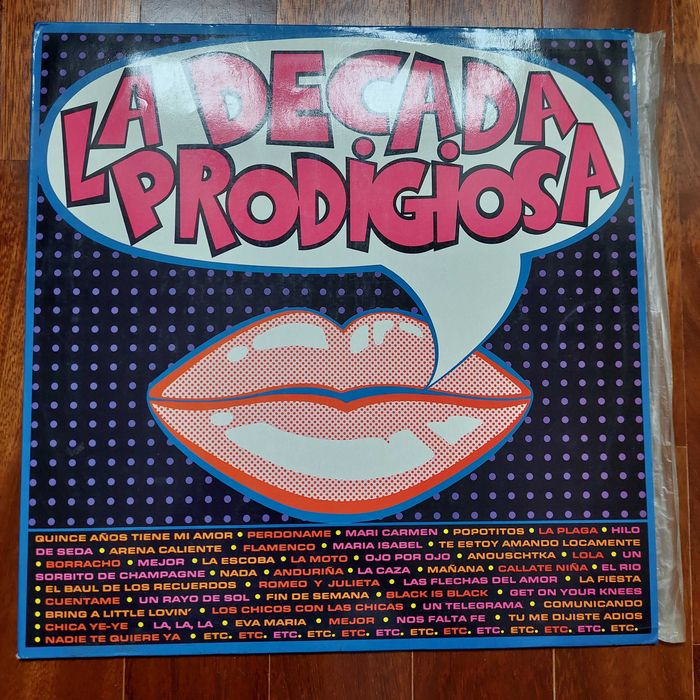 LA DECADA
PRODIGIOSA
QUINCE AÑOS TIENE MI AMOR • PERDONAME • MARI CARMEN • POPOTITOS • LA PLAGA • HILO
DE SEDA • ARENA CALIENTE • FLAMENCO • MARIA ISABEL • TE ESTOY AMANDO LOCAMENTE
• BORRACHO • MEJOR • LA ESCOBA • LA MOTO • OJO POR OJO • ANOUSCHTKA • LOLA • UN
SORBITO DE CHAMPAGNE • NADA • ANDURIÑA • LA CAZA • MAÑANA • CALLATE NIÑA • EL RIO
• EL BAUL DE LOS RECUERDOS • ROMEO Y JULIETA • LAS FLECHAS DEL AMOR • LA FIESTA
• CUENTAME • UN RAYO DE SOL • FIN DE SEMANA • BLACK IS BLACK • GET ON YOUR KNEES
BRING A LITTLE LOVIN' • LOS CHICOS CON LAS CHICAS • UN TELEGRAMA • COMUNICANDO
• CHICA YE-YE • LA, LA, LA • EVA MARIA • MEJOR • NOS FALTA FE • TU ME DIJISTE ADIOS
• NADIE TE QUIERE YA • ETC. ETC. ETC. ETC. ETC. ETC. ETC. ETC. ETC. ETC. ETC. ETC.